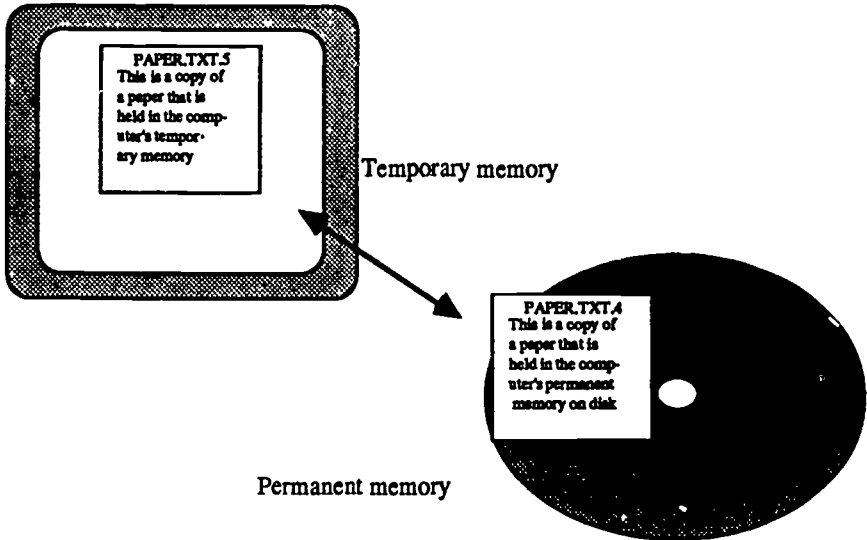 PAPER.TXT.5
This is a copy of
a paper that is
held in the comp-
uter's tempor-
ary memory
Temporary memory
PAPER.TXT.4
This is a copy of
a paper that is
held in the comp-
uter's permanent
memory on disk
Permanent memory